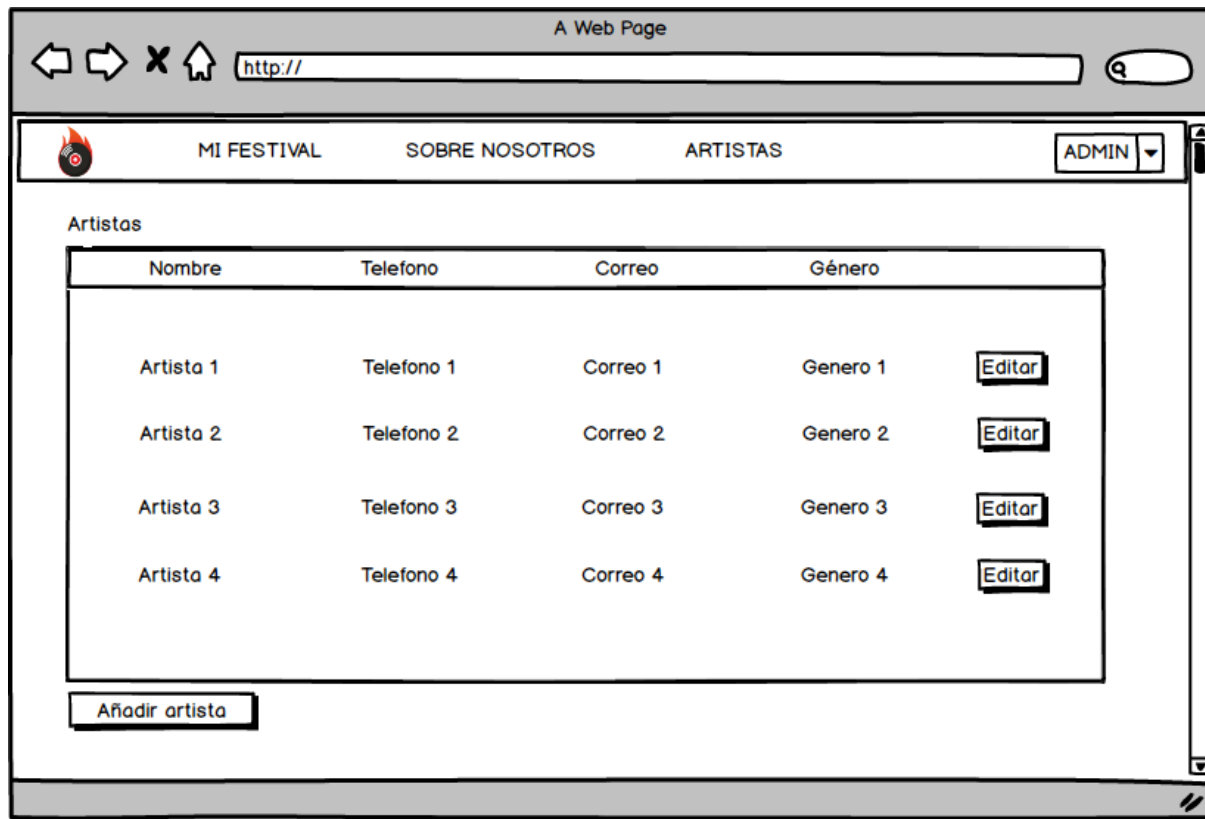 A Web Page
http://
MI FESTIVAL SOBRE NOSOTROS ARTISTAS ADMIN
Artistas
Nombre Telefono Correo Género
Artista 1 Telefono 1 Correo 1 Genero 1 Editar
Artista 2 Telefono 2 Correo 2 Genero 2 Editar
Artista 3 Telefono 3 Correo 3 Genero 3 Editar
Artista 4 Telefono 4 Correo 4 Genero 4 Editar
Añadir artista